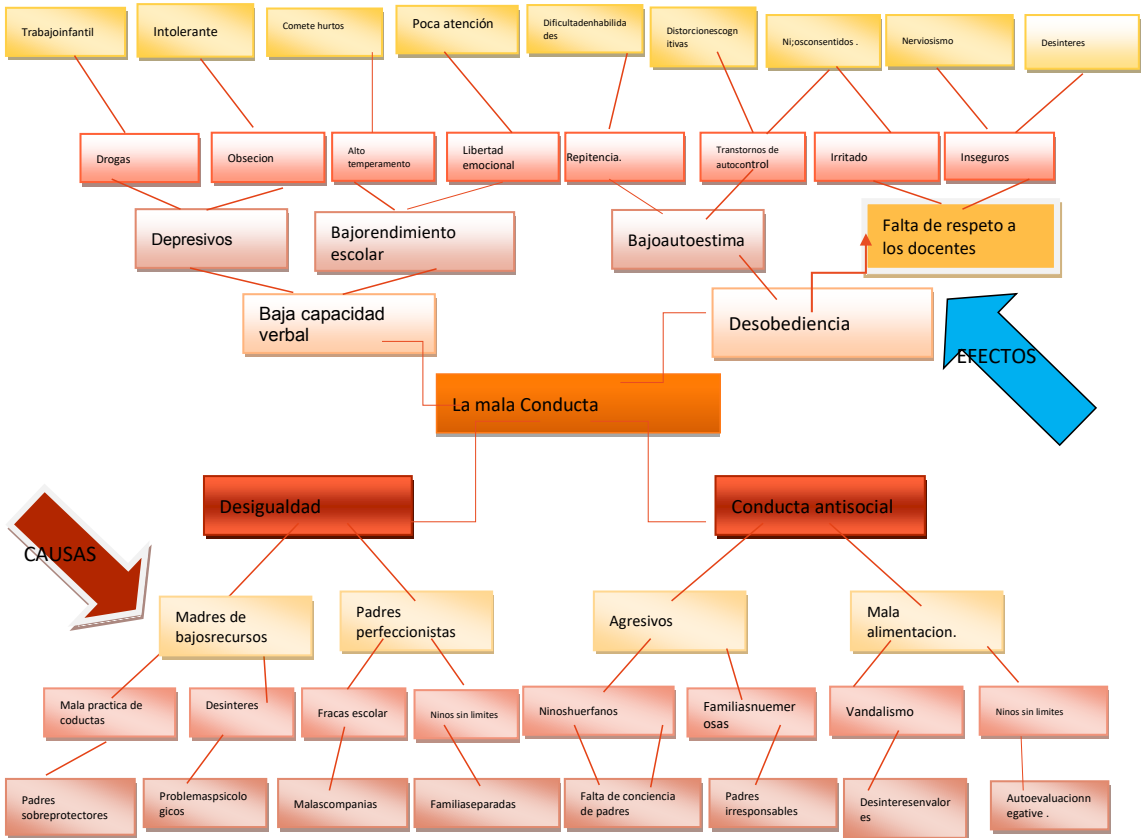 Trabajoinfantil
Intolerante
Comete hurtos
Poca atención
Dificultadenhabilida
des
Distorcionescogn
itivas
Ni;osconsentidos .
Nerviosismo
Desinteres
Drogas
Obsecion
Alto
temperamento
Libertad
emocional
Repitencia.
Transtornos de
autocontrol
Irritado
Inseguros
Depresivos
Bajorendimiento
escolar
Bajoautoestima
Falta de respeto a
los docentes
Baja capacidad
verbal
Desobediencia
EFECTOS
La mala Conducta
Desigualdad
Conducta antisocial
CAUSAS
Madres de
bajosrecursos
Padres
perfeccionistas
Agresivos
Mala
alimentacion.
Mala practica de
coductas
Desinteres
Fracas escolar
Ninos sin limites
Ninoshuerfanos
Familiasnuemer
osas
Vandalismo
Ninos sin limites
Padres
sobreprotectores
Problemaspsicolo
gicos
Malascompanias
Familiaseparadas
Falta de conciencia
de padres
Padres
irresponsables
Desinteresenvalor
es
Autoevaluacionn
egative .